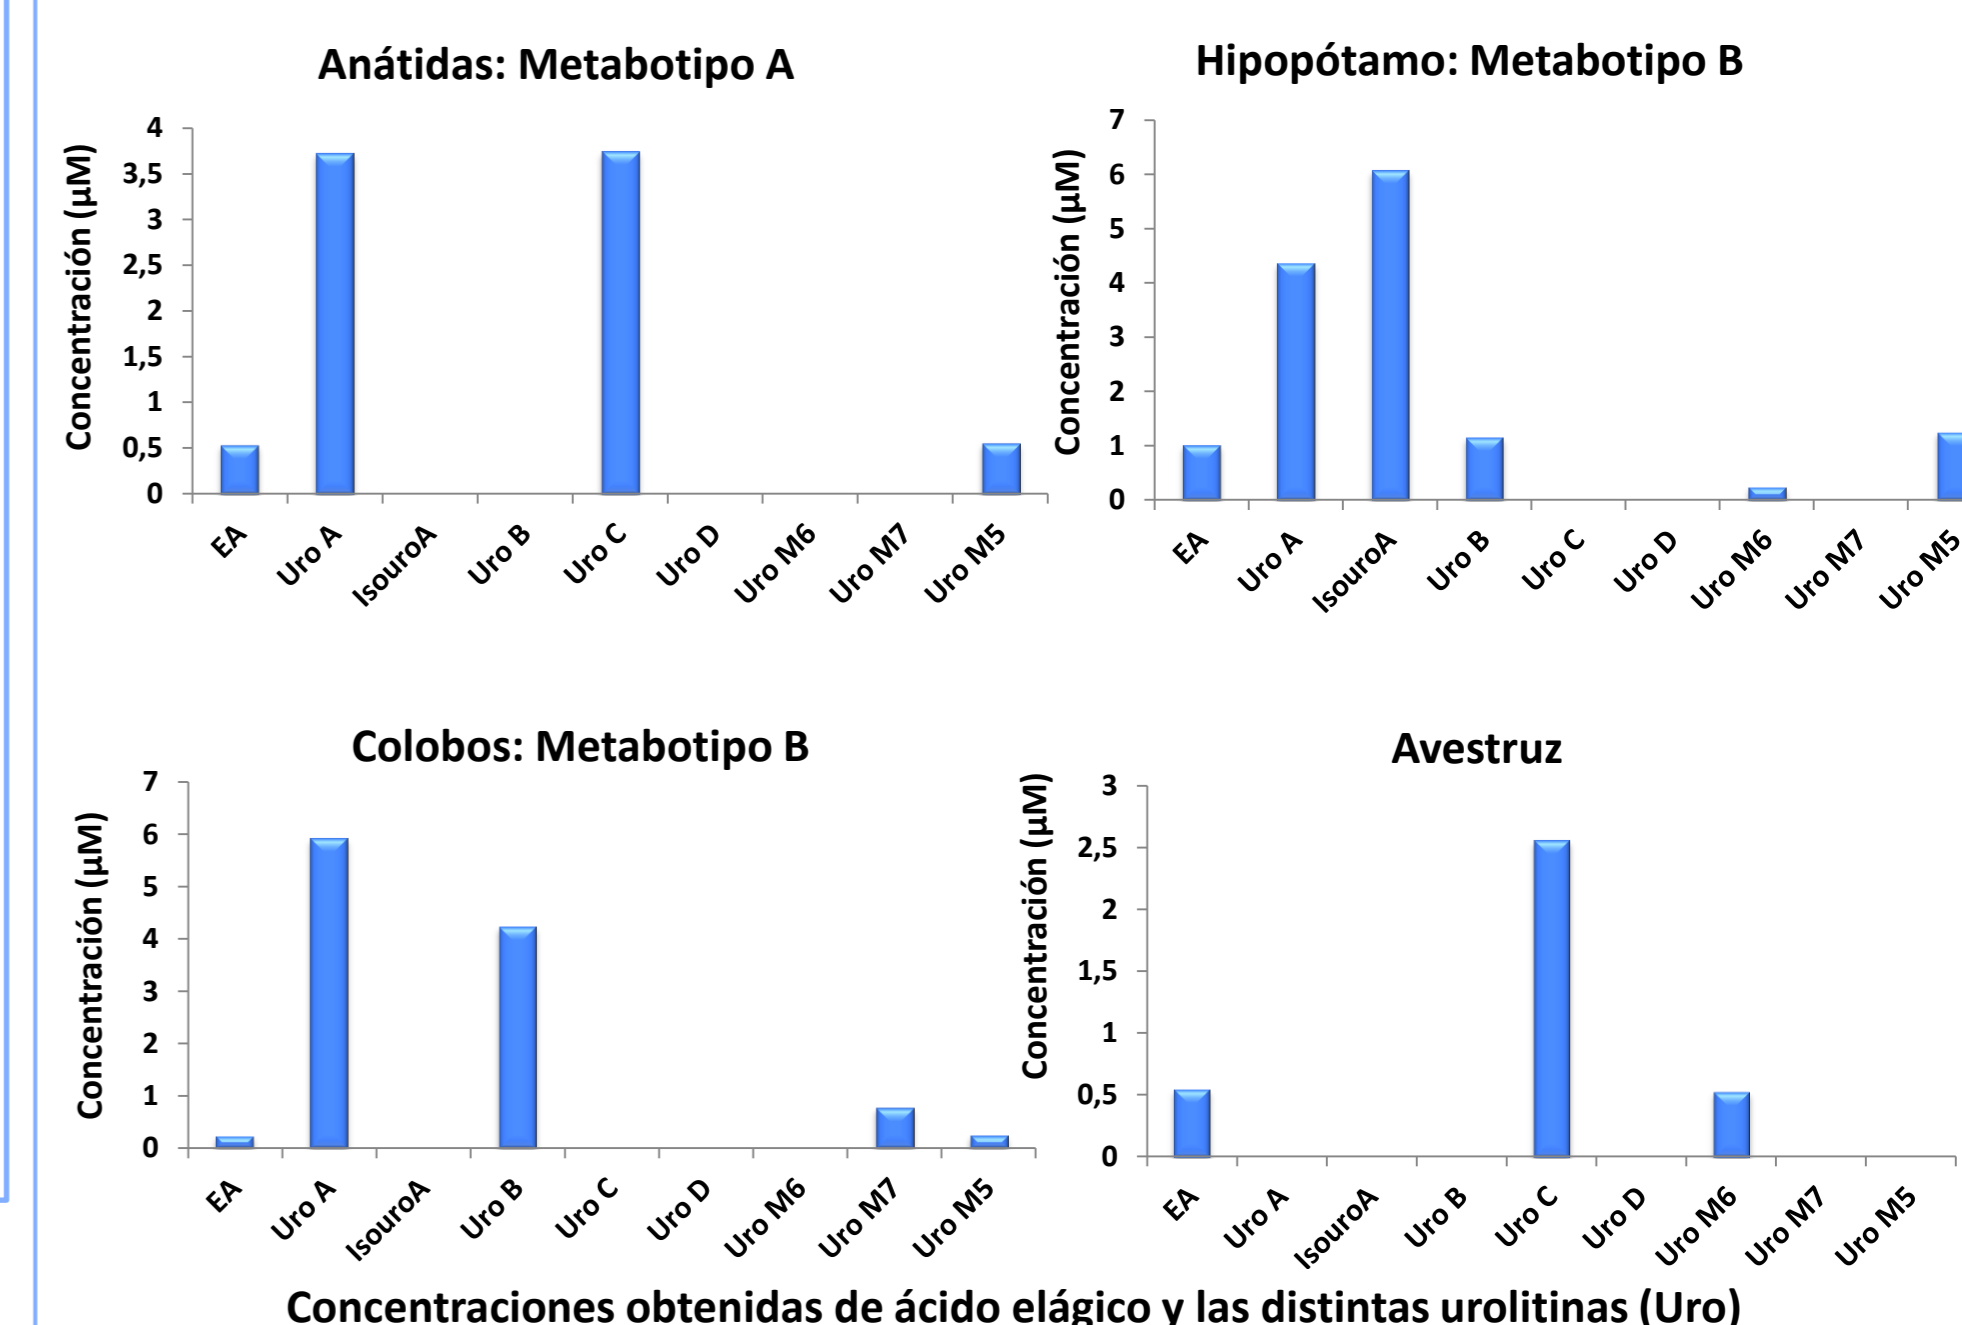 Anátidas: Metabotipo A
Concentración (µM)
4
3,5
3
2,5
2
1,5
1
0,5
0
EA
Uro A
IsouroA
Uro B
Uro C
Uro D
Uro M6
Uro M7
Uro M5
Hipopótamo: Metabotipo B
Concentración (µM)
7
6
5
4
3
2
1
0
EA
Uro A
IsouroA
Uro B
Uro C
Uro D
Uro M6
Uro M7
Uro M5
Colobos: Metabotipo B
Concentración (µM)
7
6
5
4
3
2
1
0
EA
Uro A
IsouroA
Uro B
Uro C
Uro D
Uro M6
Uro M7
Uro M5
Avestruz
Concentración (µM)
3
2,5
2
1,5
1
0,5
0
EA
Uro A
IsouroA
Uro B
Uro C
Uro D
Uro M6
Uro M7
Uro M5
Concentraciones obtenidas de ácido elágico y las distintas urolitinas (Uro)